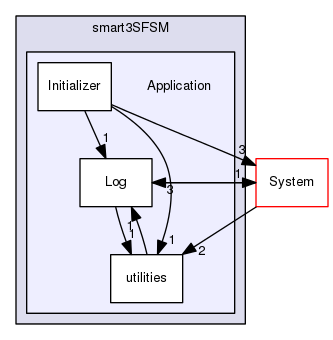 smart3SFSM
Initializer
Application
1
3
Log
3
1
System
1
1
1
2
utilities